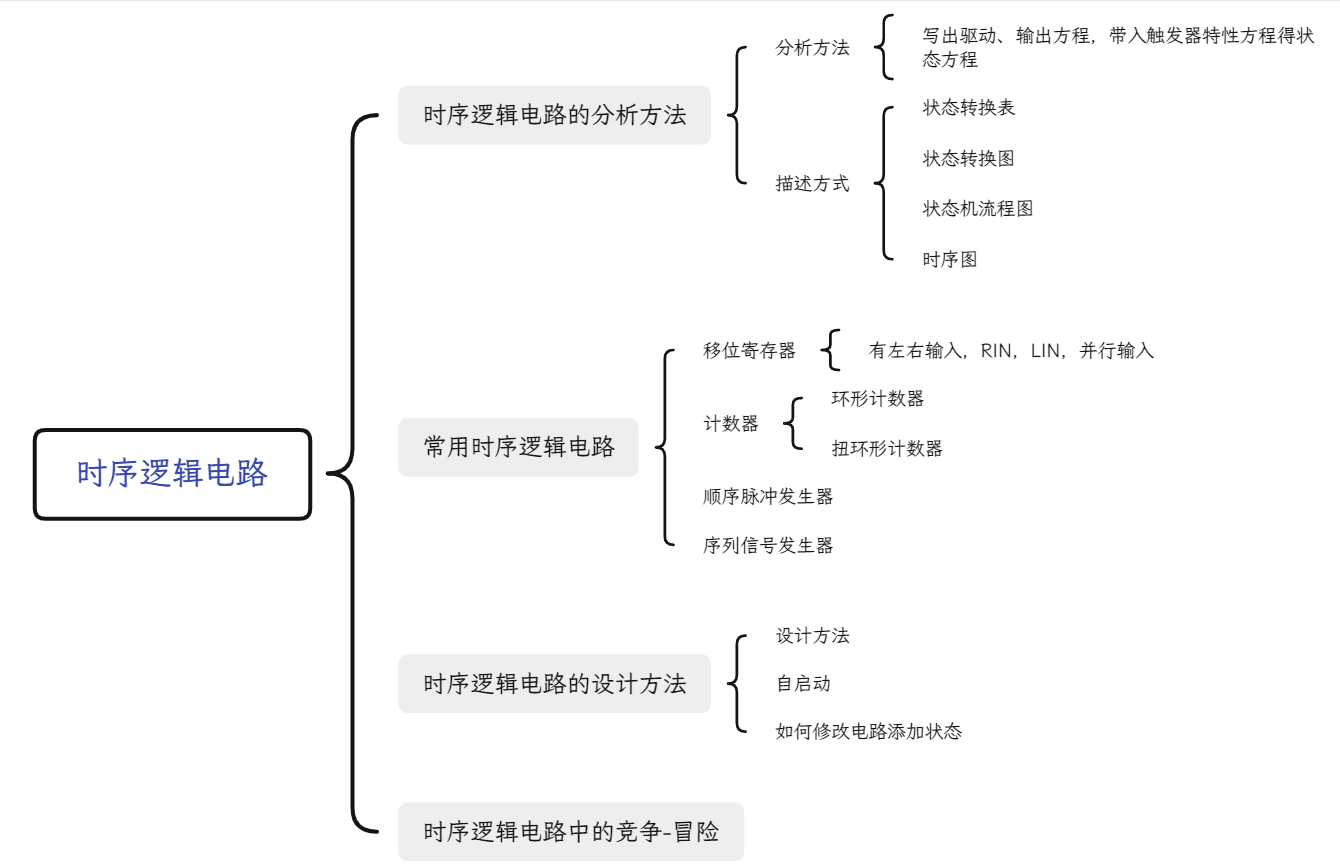 时序逻辑电路
时序逻辑电路的分析方法
分析方法
写出驱动、输出方程，带入触发器特性方程得状
态方程
描述方式
状态转换表
状态转换图
状态机流程图
时序图
常用时序逻辑电路
移位寄存器
有左右输入，RIN，LIN，并行输入
计数器
环形计数器
扭环形计数器
顺序脉冲发生器
序列信号发生器
时序逻辑电路的设计方法
设计方法
自启动
如何修改电路添加状态
时序逻辑电路中的竞争-冒险